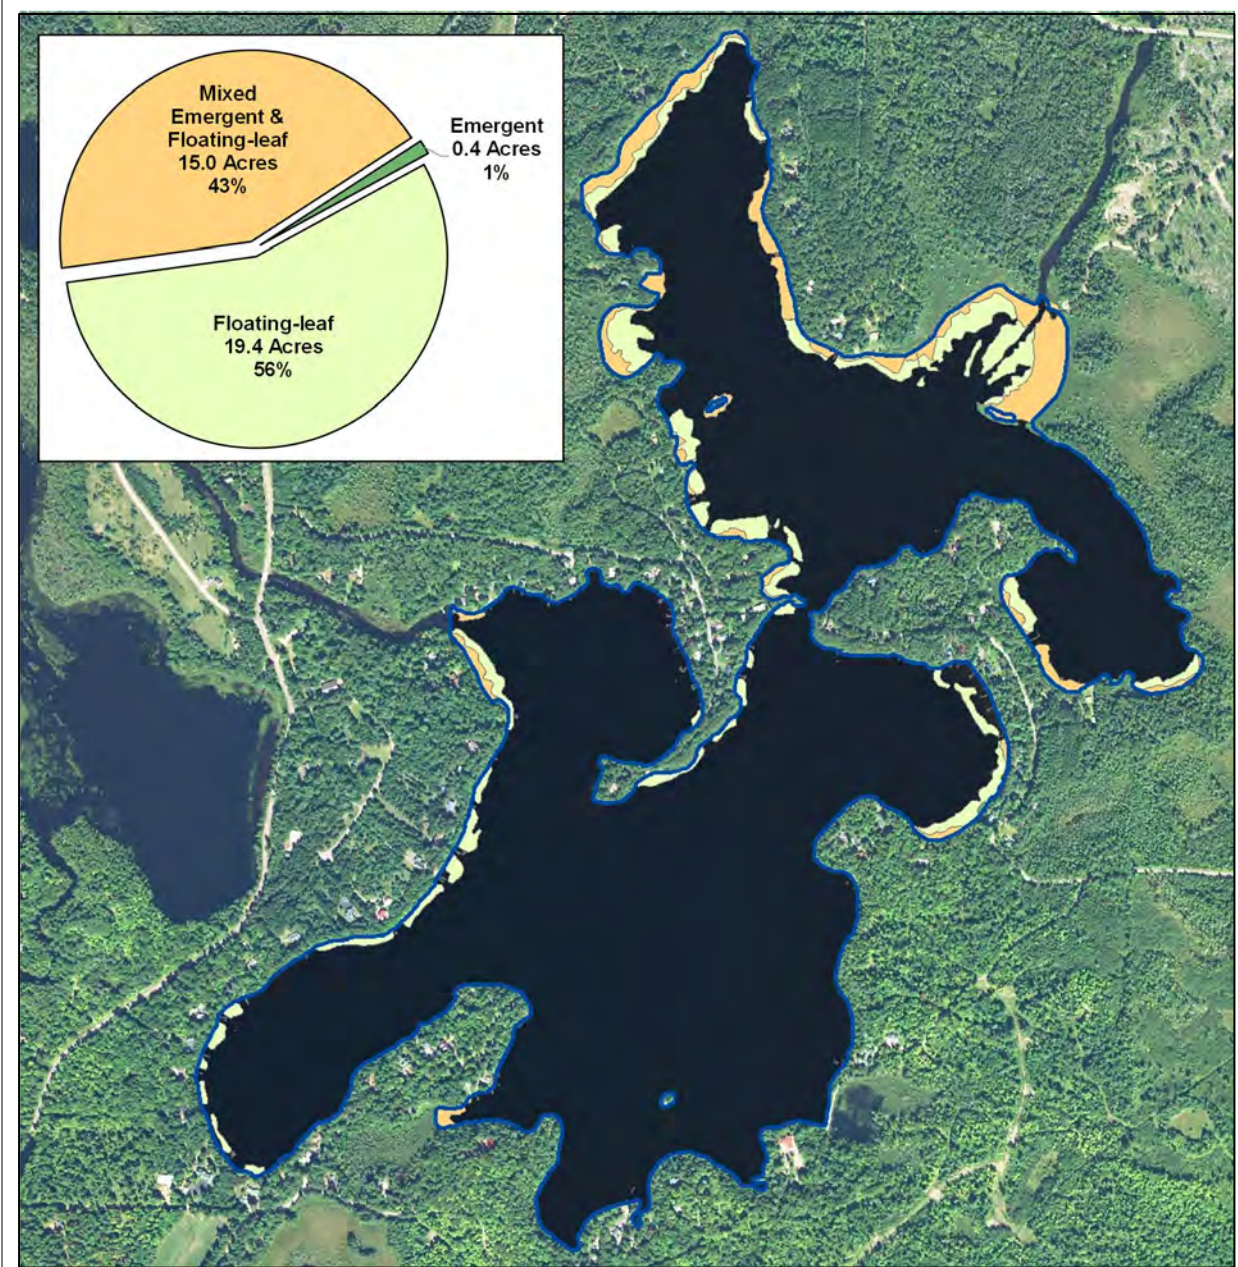 Mixed
Emergent &
Floating-leaf
15.0 Acres
43%
Emergent
0.4 Acres
1%
Floating-leaf
19.4 Acres
56%